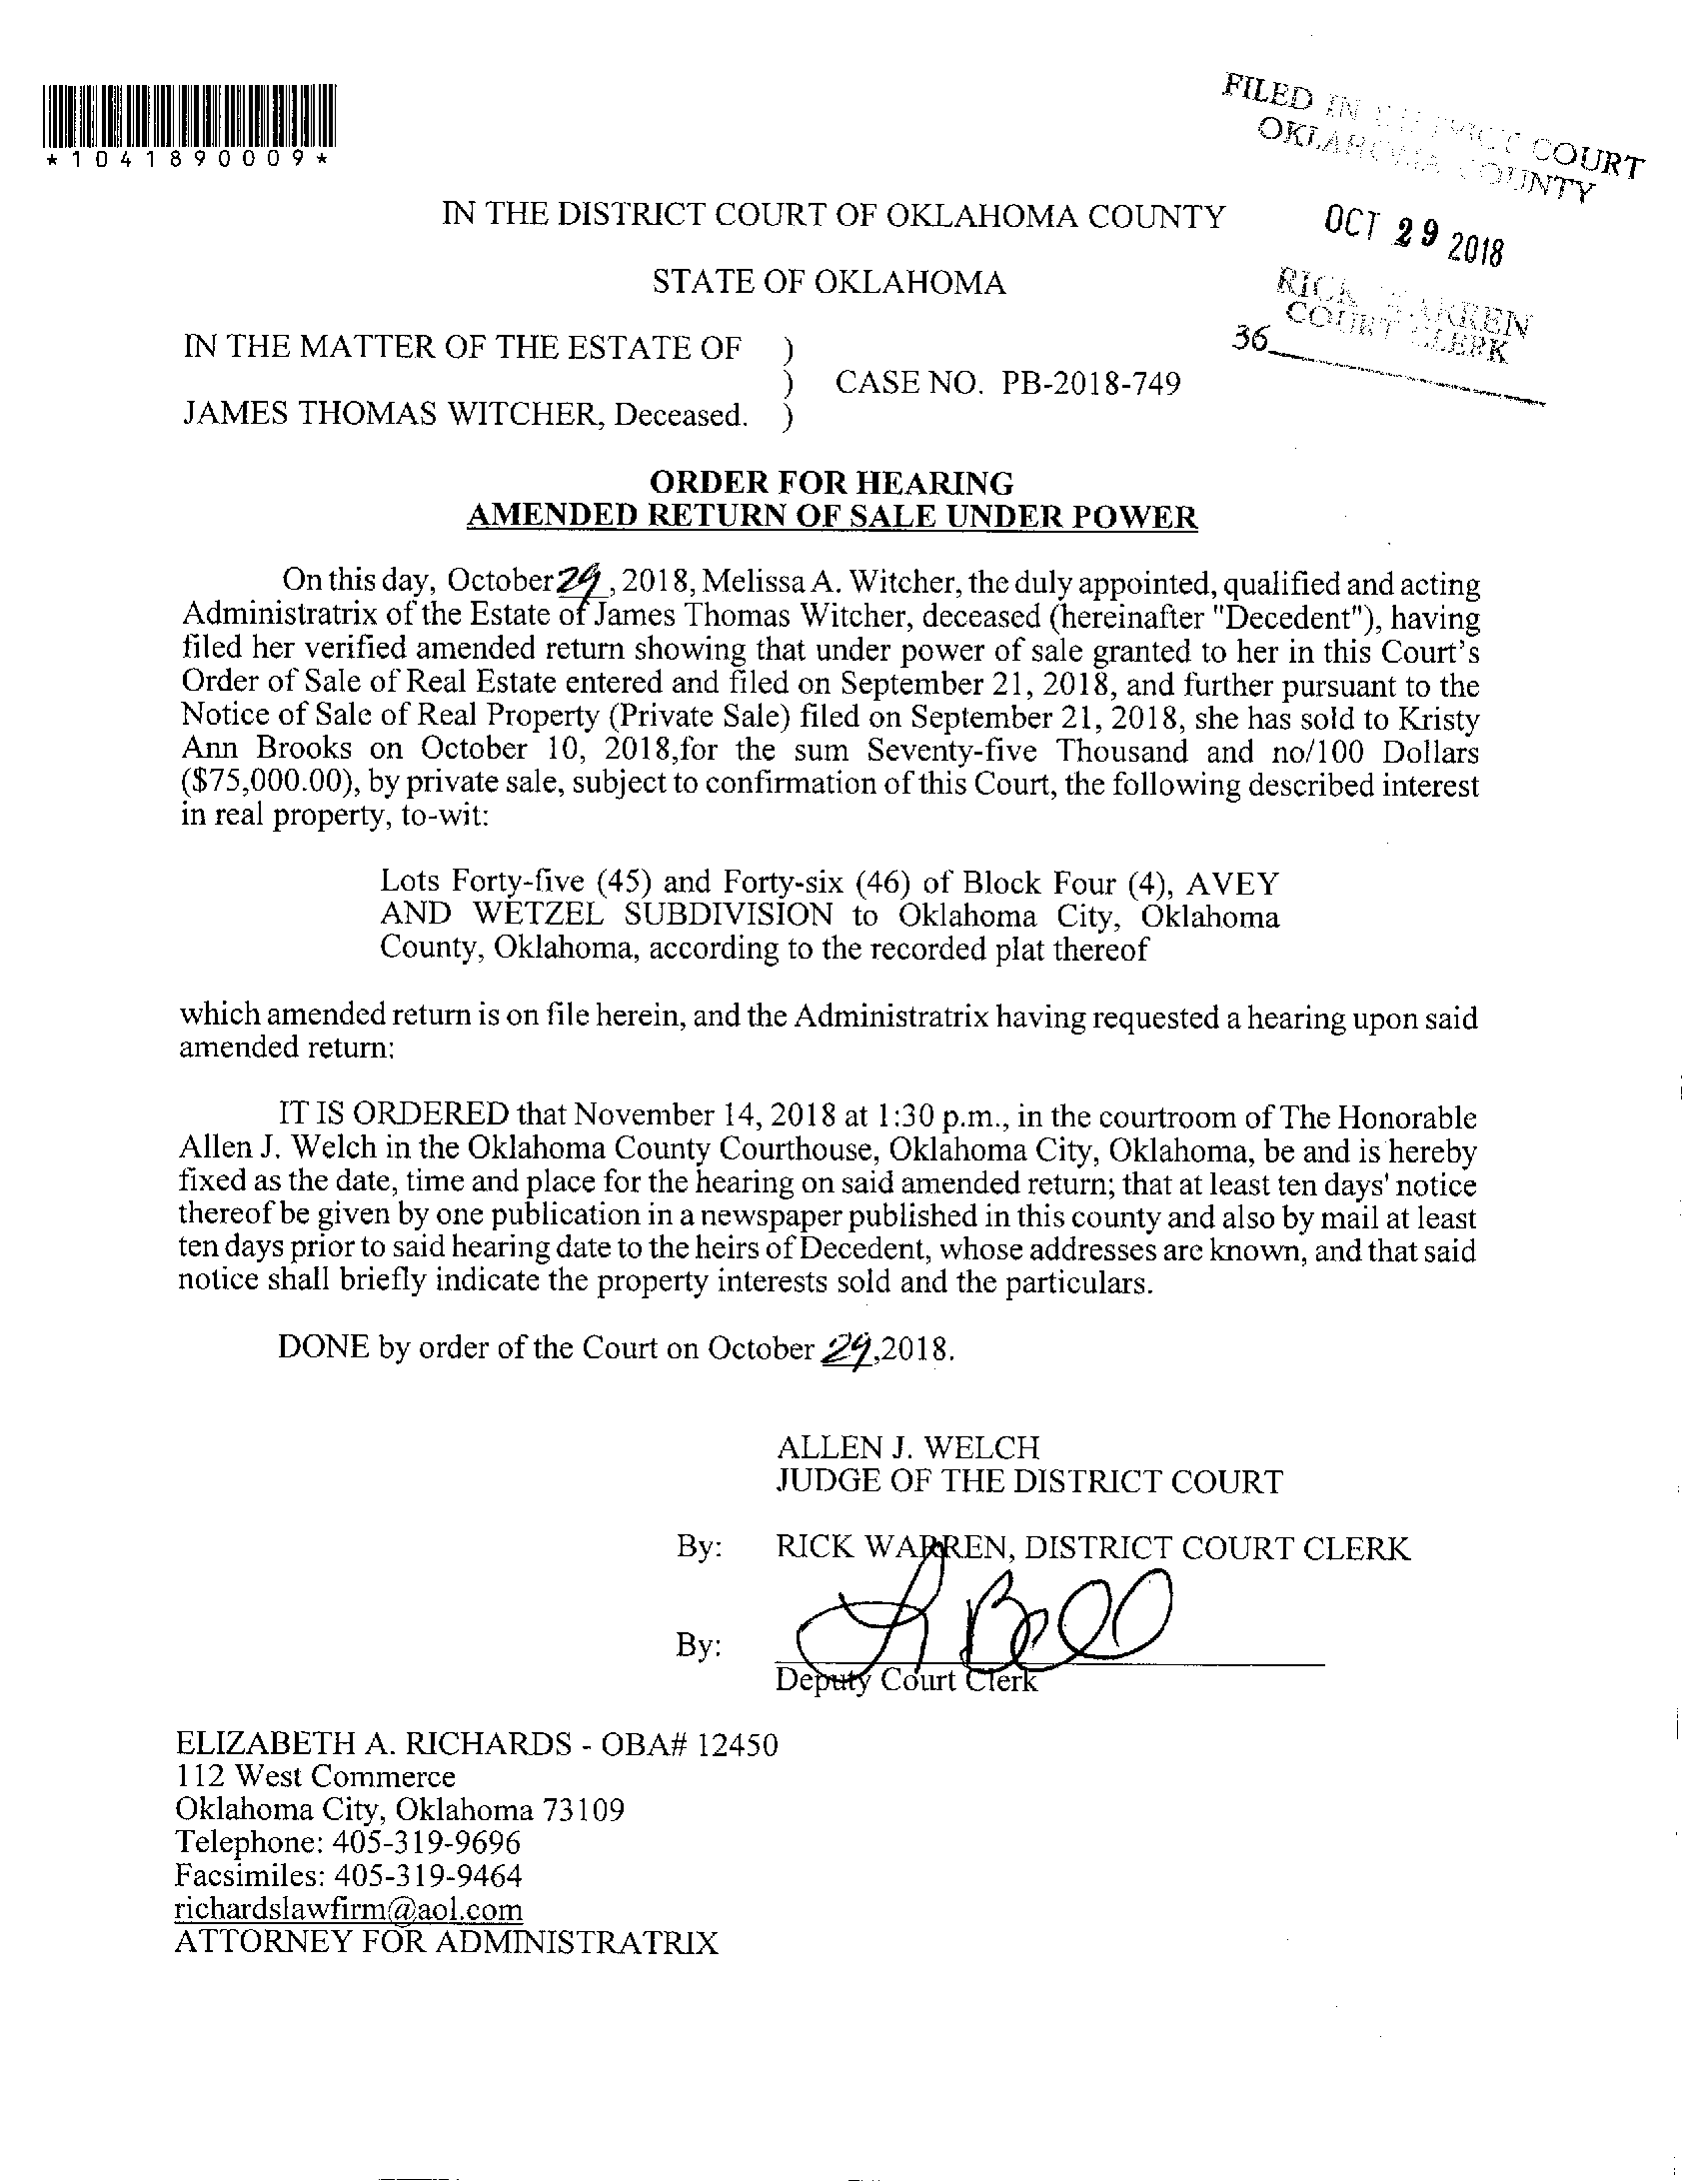 *1041890009*
FILED IN DISTRICT COURT
OKLAHOMA COUNTY
OCT 29 2018
RICK WARREN
COURT CLERK
36
IN THE DISTRICT COURT OF OKLAHOMA COUNTY
STATE OF OKLAHOMA
IN THE MATTER OF THE ESTATE OF )
) CASE NO. PB-2018-749
JAMES THOMAS WITCHER, Deceased. )
ORDER FOR HEARING
AMENDED RETURN OF SALE UNDER POWER
On this day, October 29, 2018, Melissa A. Witcher, the duly appointed, qualified and acting
Administratrix of the Estate of James Thomas Witcher, deceased (hereinafter "Decedent"), having
filed her verified amended return showing that under power of sale granted to her in this Court's
Order of Sale of Real Estate entered and filed on September 21, 2018, and further pursuant to the
Notice of Sale of Real Property (Private Sale) filed on September 21, 2018, she has sold to Kristy
Ann Brooks on October 10, 2018,for the sum Seventy-five Thousand and no/100 Dollars
($75,000.00), by private sale, subject to confirmation of this Court, the following described interest
in real property, to-wit:
Lots Forty-five (45) and Forty-six (46) of Block Four (4), AVEY
AND WETZEL SUBDIVISION to Oklahoma City, Oklahoma
County, Oklahoma, according to the recorded plat thereof
which amended return is on file herein, and the Administratrix having requested a hearing upon said
amended return:
IT IS ORDERED that November 14, 2018 at 1:30 p.m., in the courtroom of The Honorable
Allen J. Welch in the Oklahoma County Courthouse, Oklahoma City, Oklahoma, be and is hereby
fixed as the date, time and place for the hearing on said amended return; that at least ten days' notice
thereof be given by one publication in a newspaper published in this county and also by mail at least
ten days prior to said hearing date to the heirs of Decedent, whose addresses are known, and that said
notice shall briefly indicate the property interests sold and the particulars.
DONE by order of the Court on October 29,2018.
ALLEN J. WELCH
JUDGE OF THE DISTRICT COURT
By: RICK WARREN, DISTRICT COURT CLERK
By: L Bell
Deputy Court Clerk
ELIZABETH A. RICHARDS - OBA# 12450
112 West Commerce
Oklahoma City, Oklahoma 73109
Telephone: 405-319-9696
Facsimiles: 405-319-9464
richardslawfirm@aol.com
ATTORNEY FOR ADMINISTRATRIX